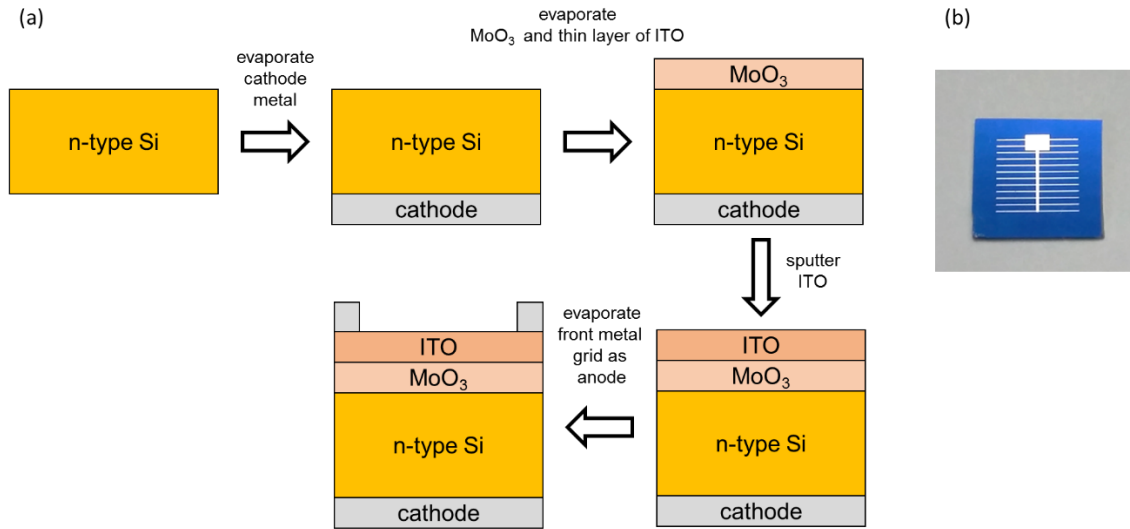 (a)
evaporate
MoO₃ and thin layer of ITO
(b)
evaporate
cathode
metal
n-type Si
n-type Si
cathode
MoO₃
n-type Si
cathode
sputter
ITO
ITO
MoO₃
n-type Si
cathode
evaporate
front metal
grid as
anode
ITO
MoO₃
n-type Si
cathode